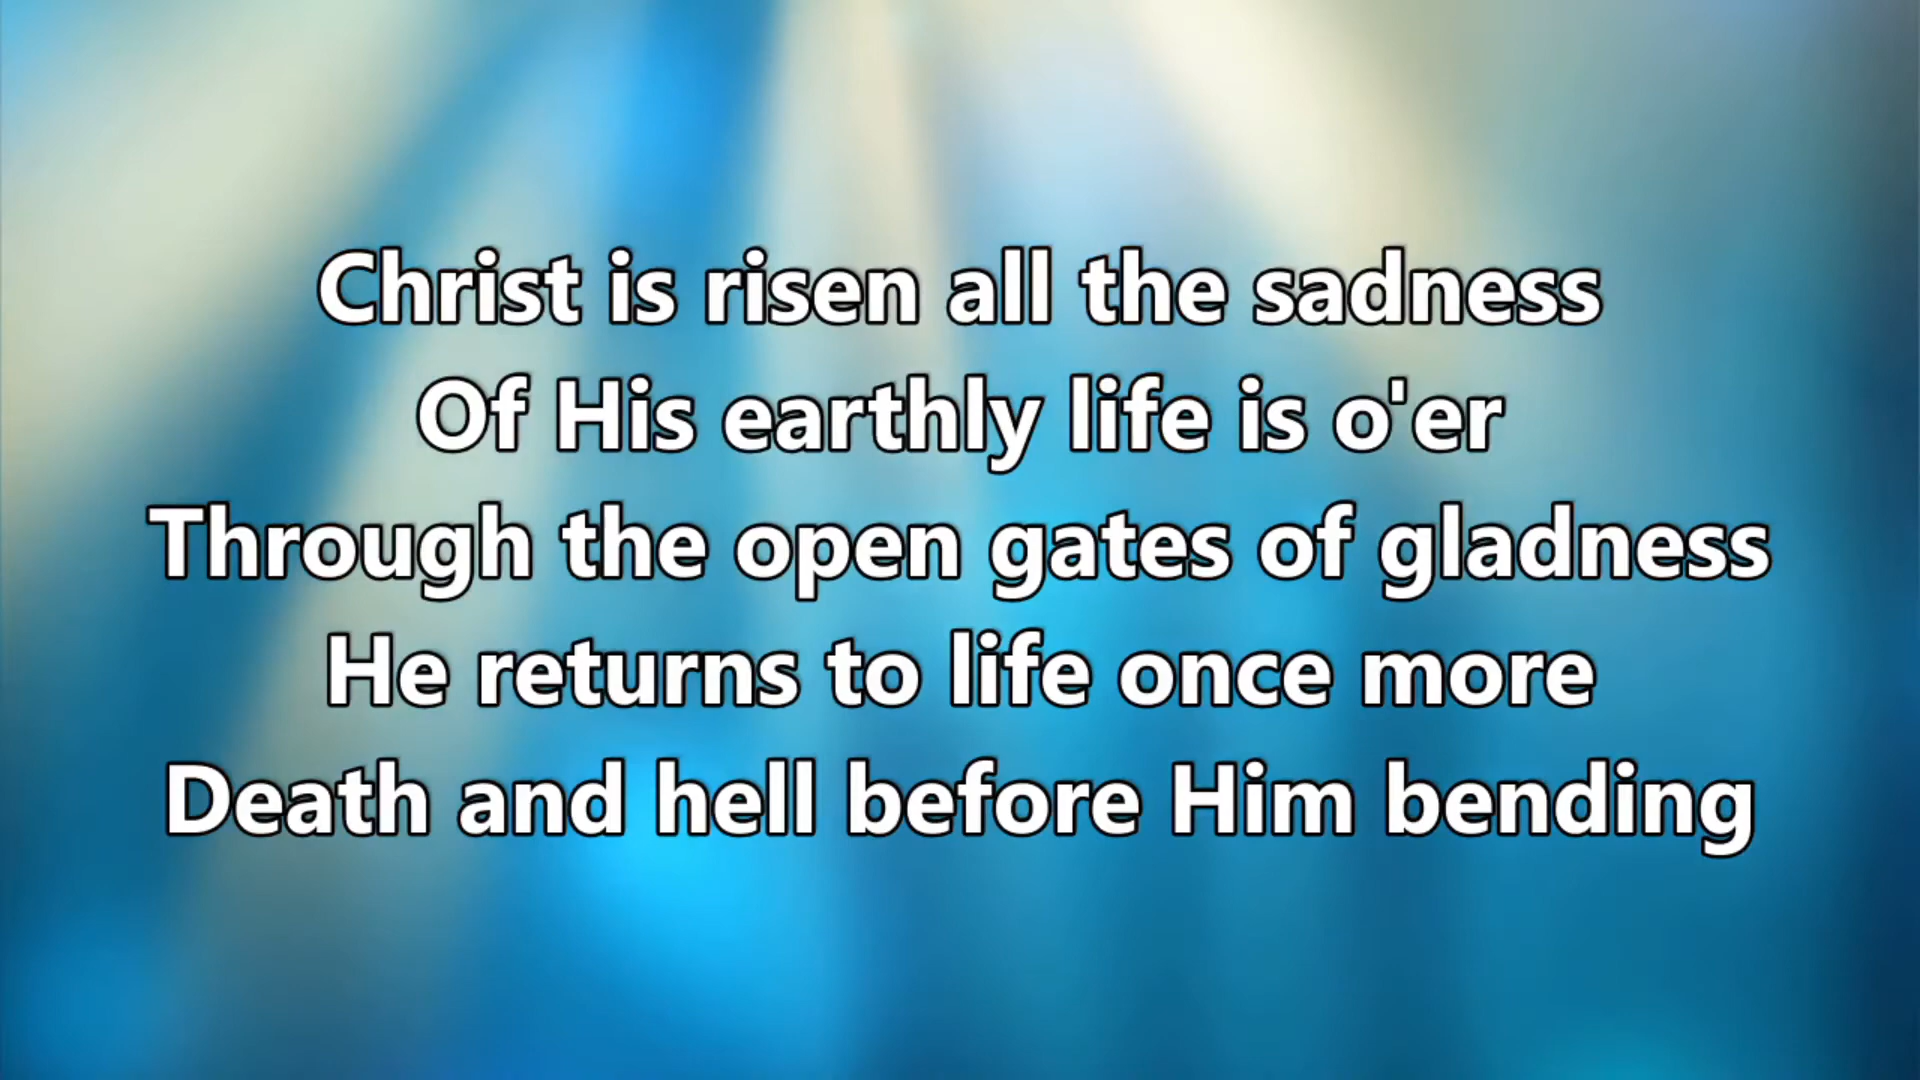 Christ is risen all the sadness
Of His earthly life is o'er
Through the open gates of gladness
He returns to life once more
Death and hell before Him bending